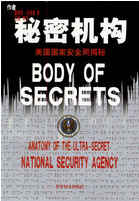 秘密机构
美国国家安全局揭秘
BODY OF
SECRETS
ANATOMY OF THE ULTRA-SECRET
NATIONAL SECURITY AGENCY